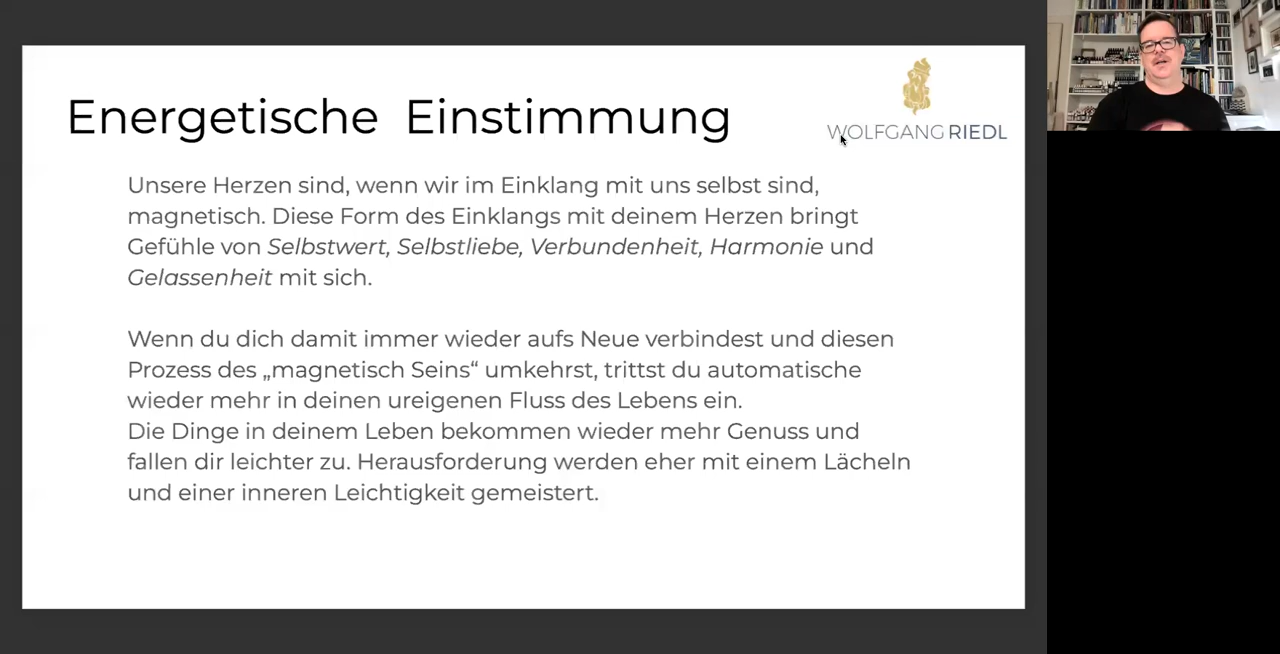 Energetische Einstimmung
WOLFGANG RIEDL
Unsere Herzen sind, wenn wir im Einklang mit uns selbst sind,
magnetisch. Diese Form des Einklangs mit deinem Herzen bringt
Gefühle von Selbstwert, Selbstliebe, Verbundenheit, Harmonie und
Gelassenheit mit sich.
Wenn du dich damit immer wieder aufs Neue verbindest und diesen
Prozess des „magnetisch Seins“ umkehrst, trittst du automatische
wieder mehr in deinen ureigenen Fluss des Lebens ein.
Die Dinge in deinem Leben bekommen wieder mehr Genuss und
fallen dir leichter zu. Herausforderung werden eher mit einem Lächeln
und einer inneren Leichtigkeit gemeistert.